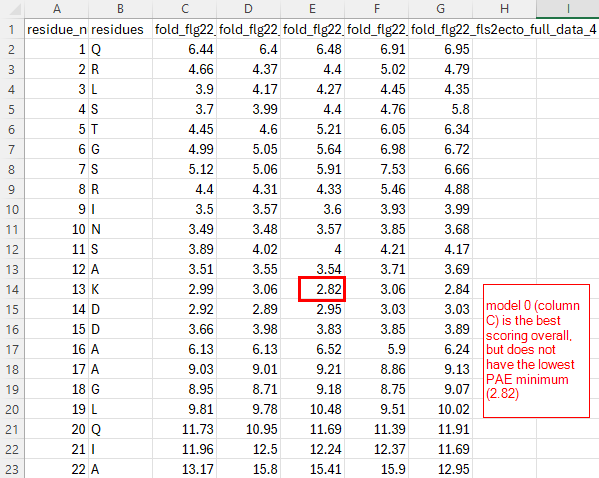 A B C D E F G H I
1 residue_n residues fold_flg22_ fold_flg22_ fold_flg22_ fold_flg22_ fold_flg22_fls2ecto_full_data_4
2 1 Q 6.44 6.4 6.48 6.91 6.95
3 2 R 4.66 4.37 4.4 5.02 4.79
4 3 L 3.9 4.17 4.27 4.45 4.35
5 4 S 3.7 3.99 4.4 4.76 5.8
6 5 T 4.45 4.6 5.21 6.05 6.34
7 6 G 4.99 5.05 5.64 6.98 6.72
8 7 S 5.12 5.06 5.91 7.53 6.66
9 8 R 4.4 4.31 4.33 5.46 4.88
10 9 I 3.5 3.57 3.6 3.93 3.99
11 10 N 3.49 3.48 3.57 3.85 3.68
12 11 S 3.89 4.02 4 4.21 4.17
13 12 A 3.51 3.55 3.54 3.71 3.69
14 13 K 2.99 3.06 2.82 3.06 2.84
15 14 D 2.92 2.89 2.95 3.03 3.03
16 15 D 3.66 3.98 3.83 3.85 3.89
17 16 A 6.13 6.13 6.52 5.9 6.24
18 17 A 9.03 9.01 9.21 8.86 9.13
19 18 G 8.95 8.71 9.18 8.75 9.07
20 19 L 9.81 9.78 10.48 9.51 10.02
21 20 Q 11.73 10.95 11.69 11.39 11.91
22 21 I 11.96 12.5 12.24 12.37 11.69
23 22 A 13.17 15.8 15.41 15.9 12.95
model 0 (column
C) is the best
scoring overall,
but does not
have the lowest
PAE minimum
(2.82)